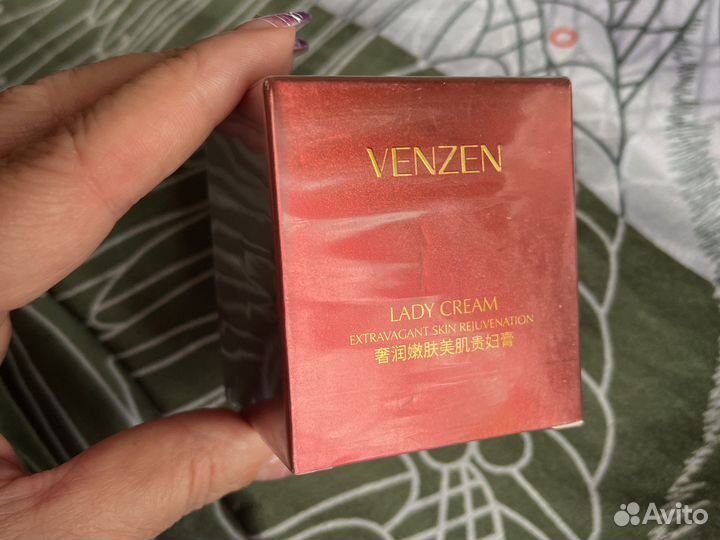 VENZEN
LADY CREAM
EXTRAVAGANT SKIN REJUVENATION
奢润嫩肤美肌贵妇膏
Avito